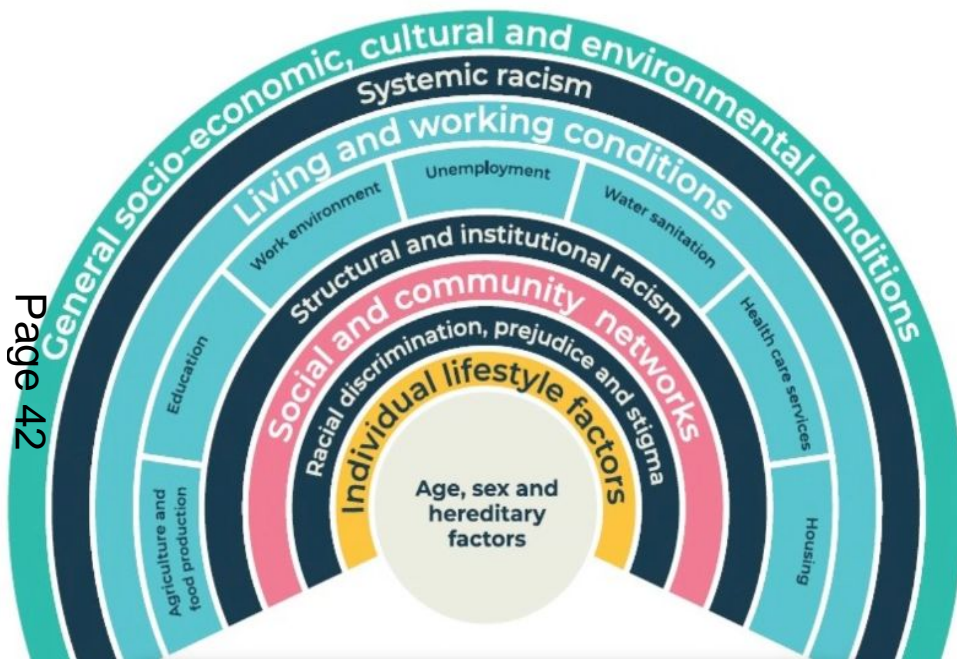 General socio-economic, cultural and environmental conditions
Systemic racism
Living and working conditions
Agriculture and
food production
Education
Work environment
Unemployment
Water sanitation
Health care services
Housing
Structural and institutional racism
Social and community networks
Racial discrimination, prejudice and stigma
Individual lifestyle factors
Age, sex and
hereditary
factors
Page 42